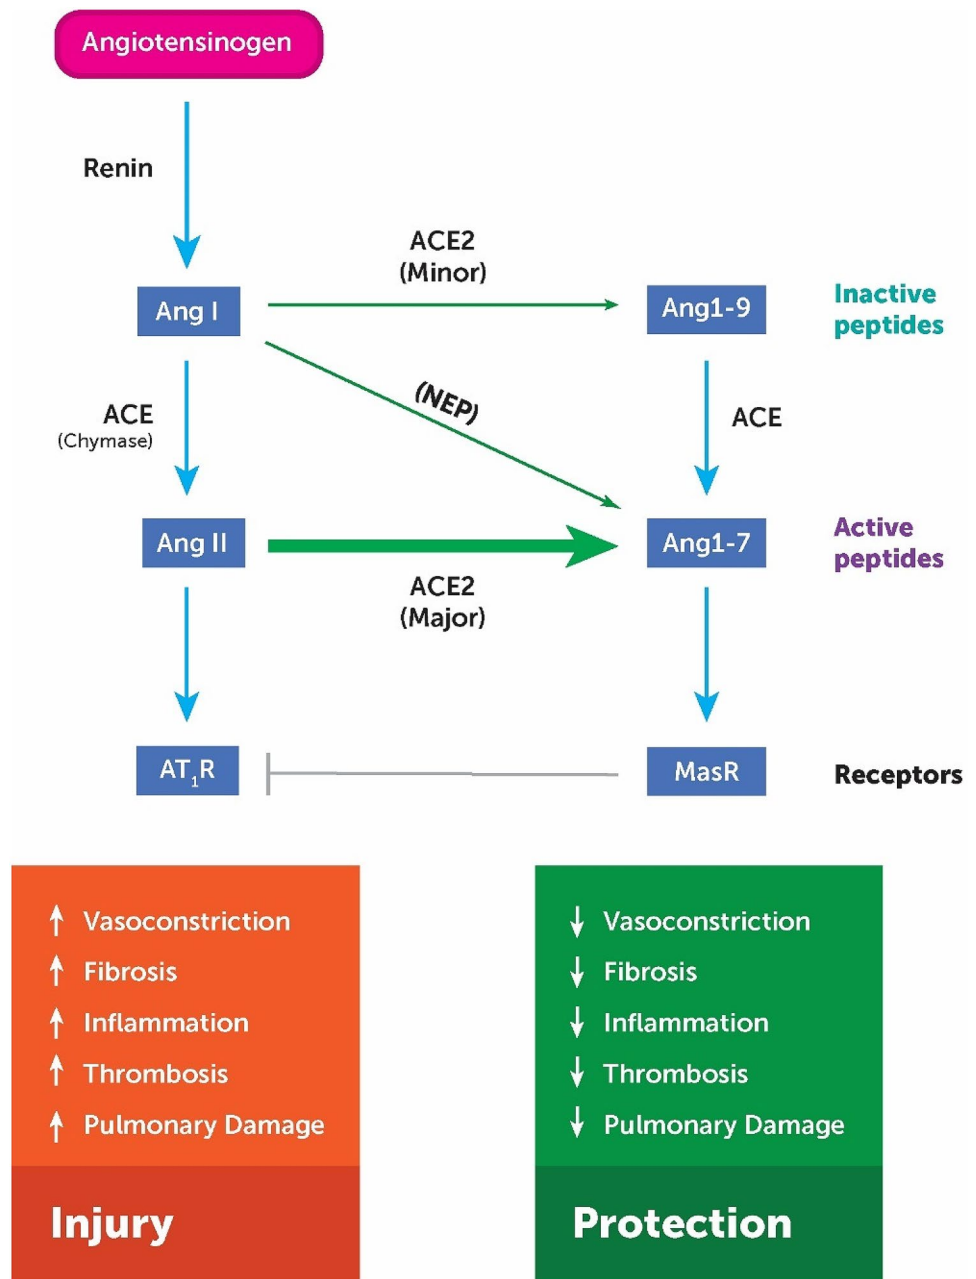 Angiotensinogen
Renin
ACE2
(Minor)
Ang I
Ang1-9
Inactive
peptides
(NEP)
ACE
(Chymase)
ACE
Ang II
Ang1-7
Active
peptides
ACE2
(Major)
AT₁R
MasR
Receptors
Vasoconstriction
Fibrosis
Inflammation
Thrombosis
Pulmonary Damage
Injury
Vasoconstriction
Fibrosis
Inflammation
Thrombosis
Pulmonary Damage
Protection